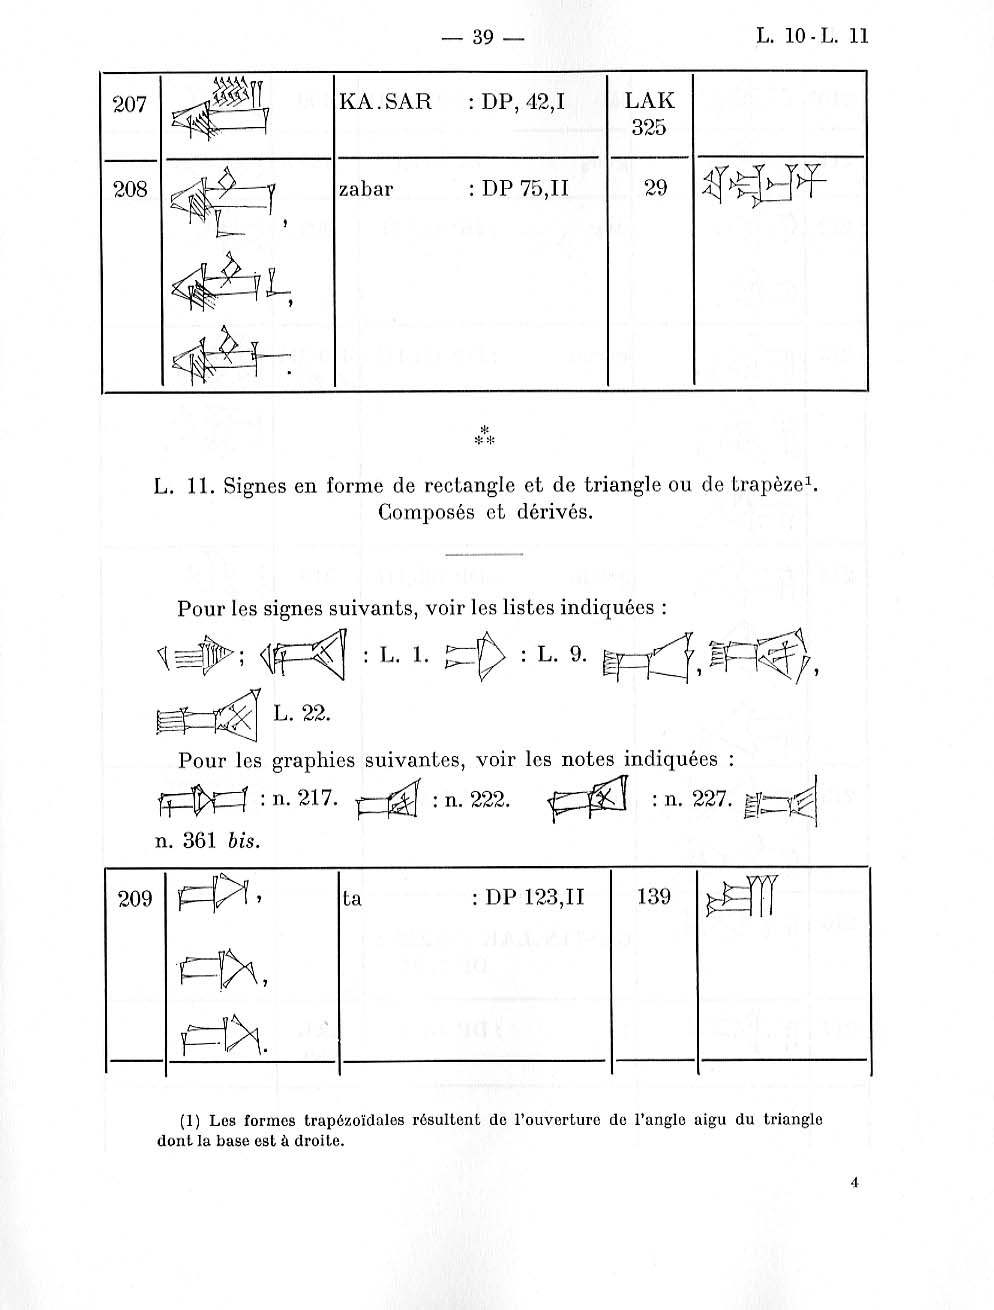 — 39 — L. 10 - L. 11
207 KA.SAR : DP, 42,I LAK
325
208 zabar : DP 75,II 29
,
,
.
*
**
L. 11. Signes en forme de rectangle et de triangle ou de trapèze¹.
Composés et dérivés.
Pour les signes suivants, voir les listes indiquées :
; : L. 1. : L. 9. , ,
L. 22.
Pour les graphies suivantes, voir les notes indiquées :
: n. 217. : n. 222. : n. 227.
n. 361 bis.
209 , ta : DP 123,II 139
,
.
(1) Les formes trapézoïdales résultent de l'ouverture de l'angle aigu du triangle
dont la base est à droite.
4